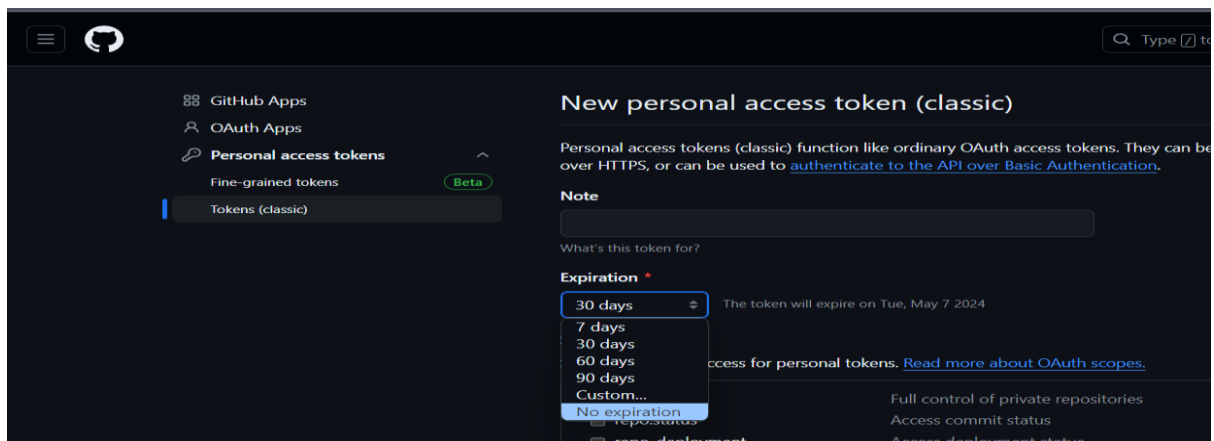 Type / to
GitHub Apps
OAuth Apps
Personal access tokens
Fine-grained tokens Beta
Tokens (classic)
New personal access token (classic)
Personal access tokens (classic) function like ordinary OAuth access tokens. They can be
over HTTPS, or can be used to authenticate to the API over Basic Authentication.
Note
What's this token for?
Expiration *
30 days The token will expire on Tue, May 7 2024
7 days
30 days
60 days
90 days
Custom...
No expiration
ccess for personal tokens. Read more about OAuth scopes.
Full control of private repositories
repo:status Access commit status